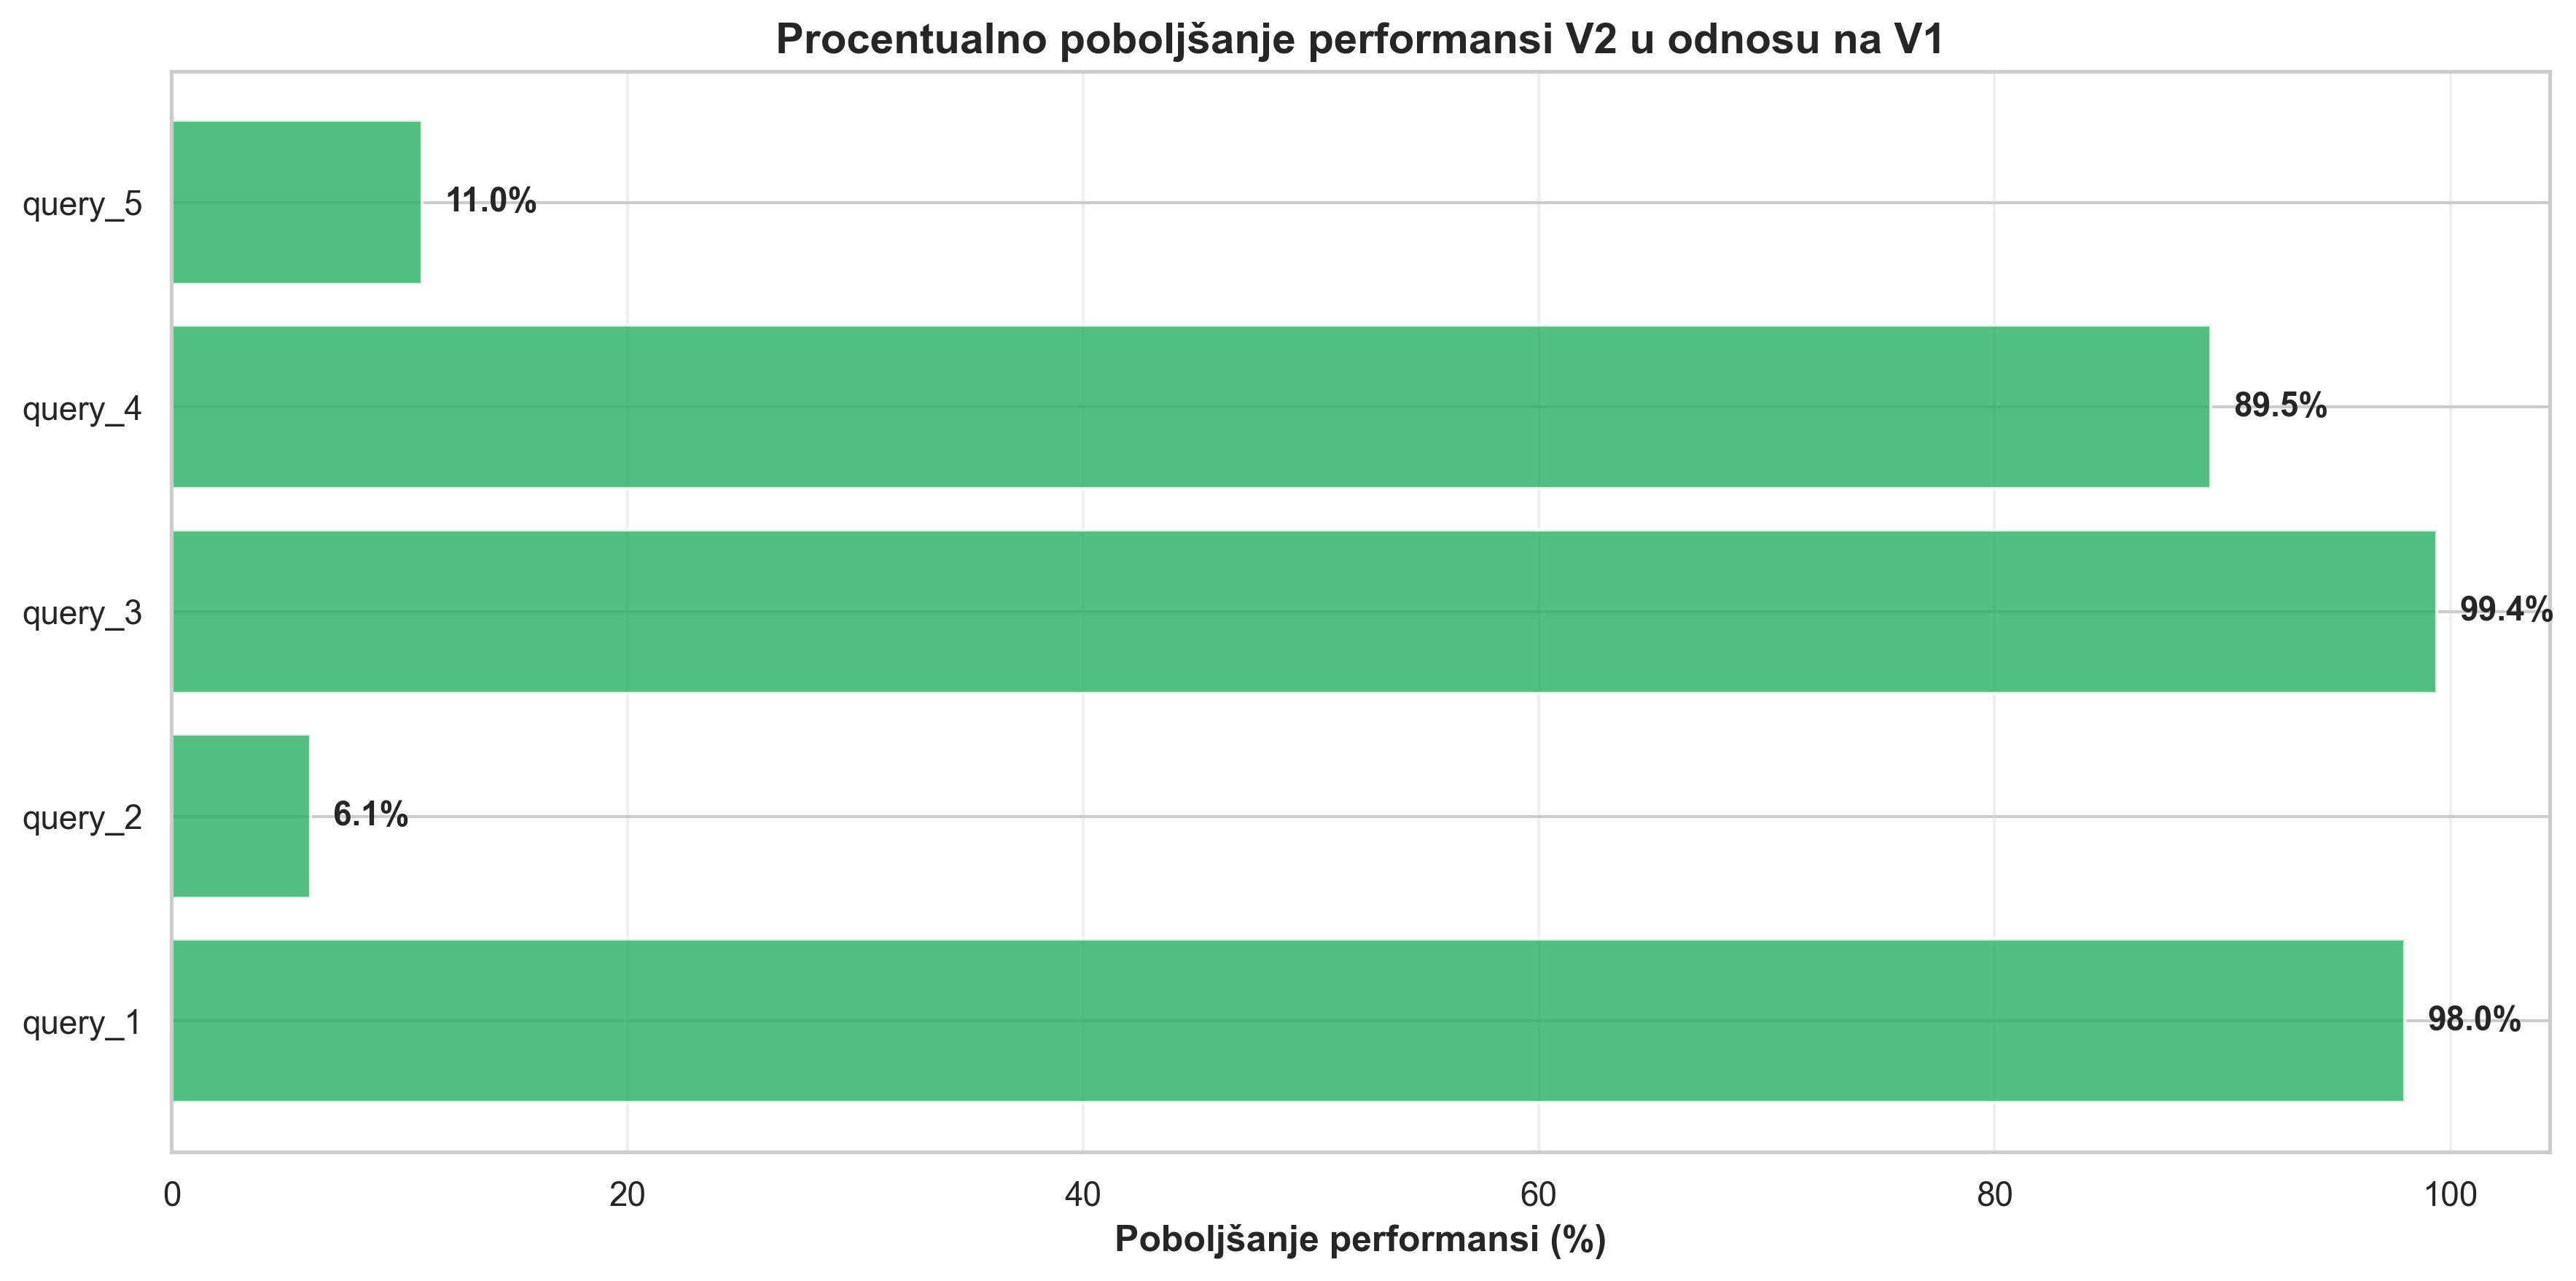 Procentualno poboljšanje performansi V2 u odnosu na V1
query_5
11.0%
query_4
89.5%
query_3
99.4%
query_2
6.1%
query_1
98.0%
0 20 40 60 80 100
Poboljšanje performansi (%)